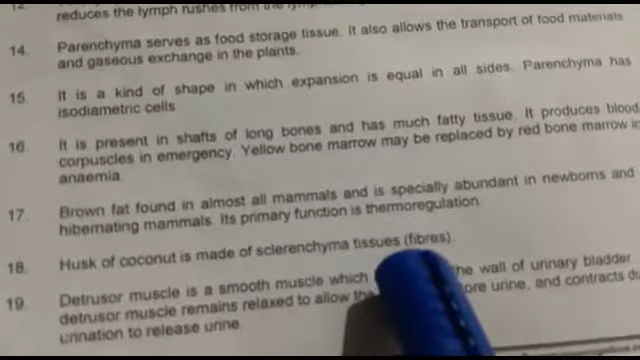 reduces the lymph rushes from the
14. Parenchyma serves as food storage tissue. It also allows the transport of food materials
and gaseous exchange in the plants.
15. It is a kind of shape in which expansion is equal in all sides. Parenchyma has
isodiametric cells
16. It is present in shafts of long bones and has much fatty tissue. It produces blood
corpuscles in emergency. Yellow bone marrow may be replaced by red bone marrow in
anaemia.
17. Brown fat found in almost all mammals and is specially abundant in newborns and
hibernating mammals. Its primary function is thermoregulation.
18. Husk of coconut is made of sclerenchyma tissues (fibres).
19. Detrusor muscle is a smooth muscle which the wall of urinary bladder
detrusor muscle remains relaxed to allow the urine, and contracts
urination to release urine.